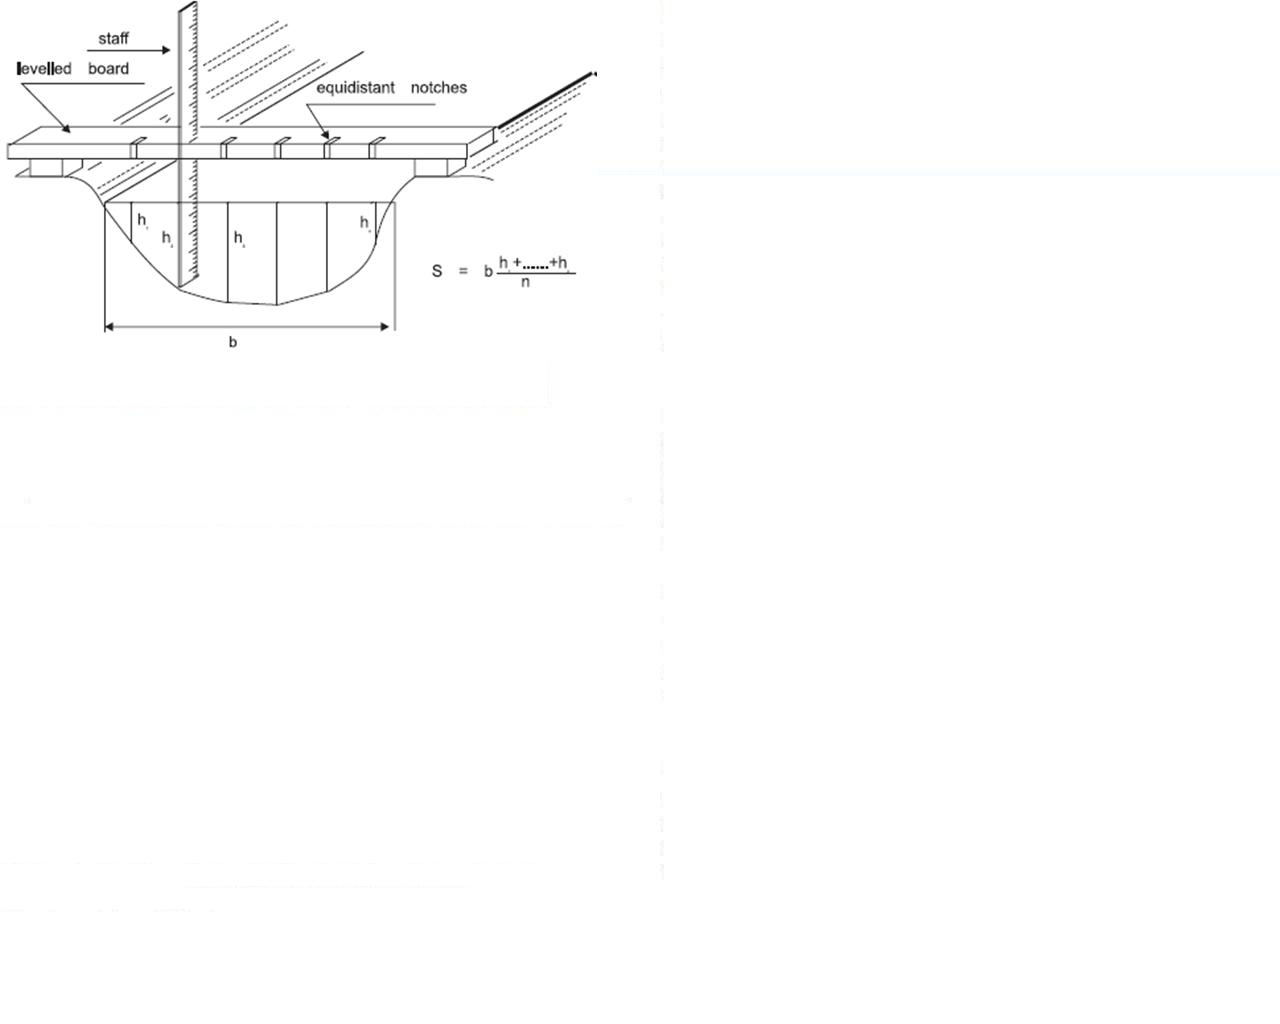 staff
levelled board
equidistant notches
h
h
h
h
S = b h +.......+h
n
b